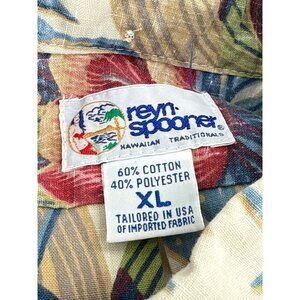 reyn·
spooner®
HAWAIIAN TRADITIONALS
60% COTTON
40% POLYESTER
XL
TAILORED IN USA
OF IMPORTED FABRIC